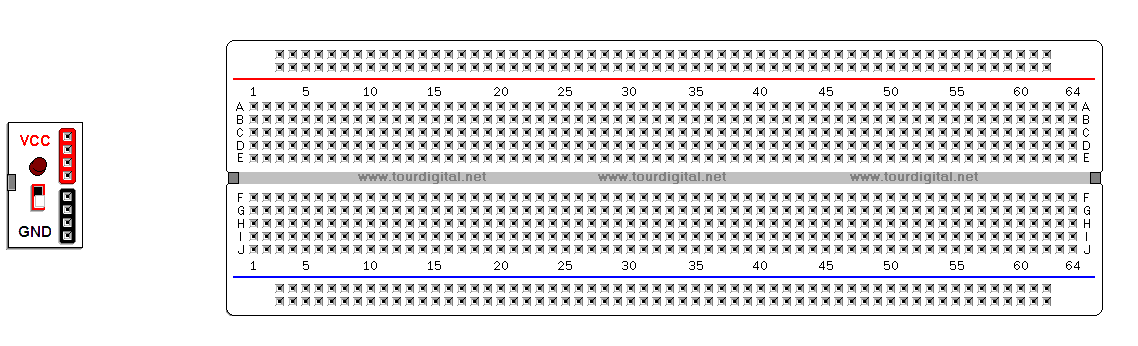 1 5 10 15 20 25 30 35 40 45 50 55 60 64
A A
B B
C C
D D
E E
VCC
GND
www.tourdigital.net www.tourdigital.net www.tourdigital.net
F F
G G
H H
I I
J J
1 5 10 15 20 25 30 35 40 45 50 55 60 64